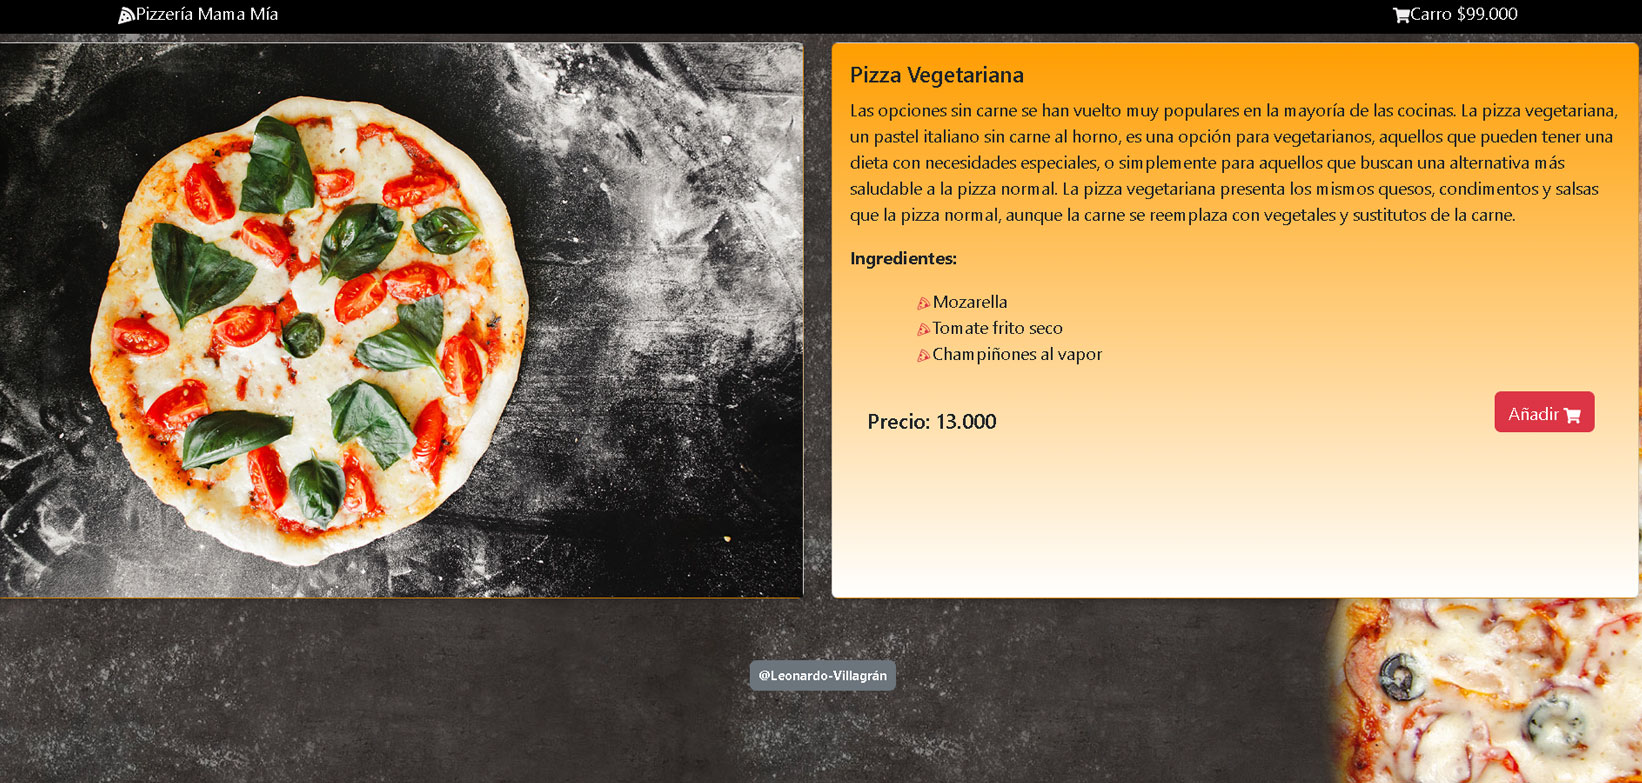 Pizzería Mama Mía
Carro $99.000
Pizza Vegetariana
Las opciones sin carne se han vuelto muy populares en la mayoría de las cocinas. La pizza vegetariana,
un pastel italiano sin carne al horno, es una opción para vegetarianos, aquellos que pueden tener una
dieta con necesidades especiales, o simplemente para aquellos que buscan una alternativa más
saludable a la pizza normal. La pizza vegetariana presenta los mismos quesos, condimentos y salsas
que la pizza normal, aunque la carne se reemplaza con vegetales y sustitutos de la carne.
Ingredientes:
Mozarella
Tomate frito seco
Champiñones al vapor
Precio: 13.000
Añadir
@Leonardo-Villagrán